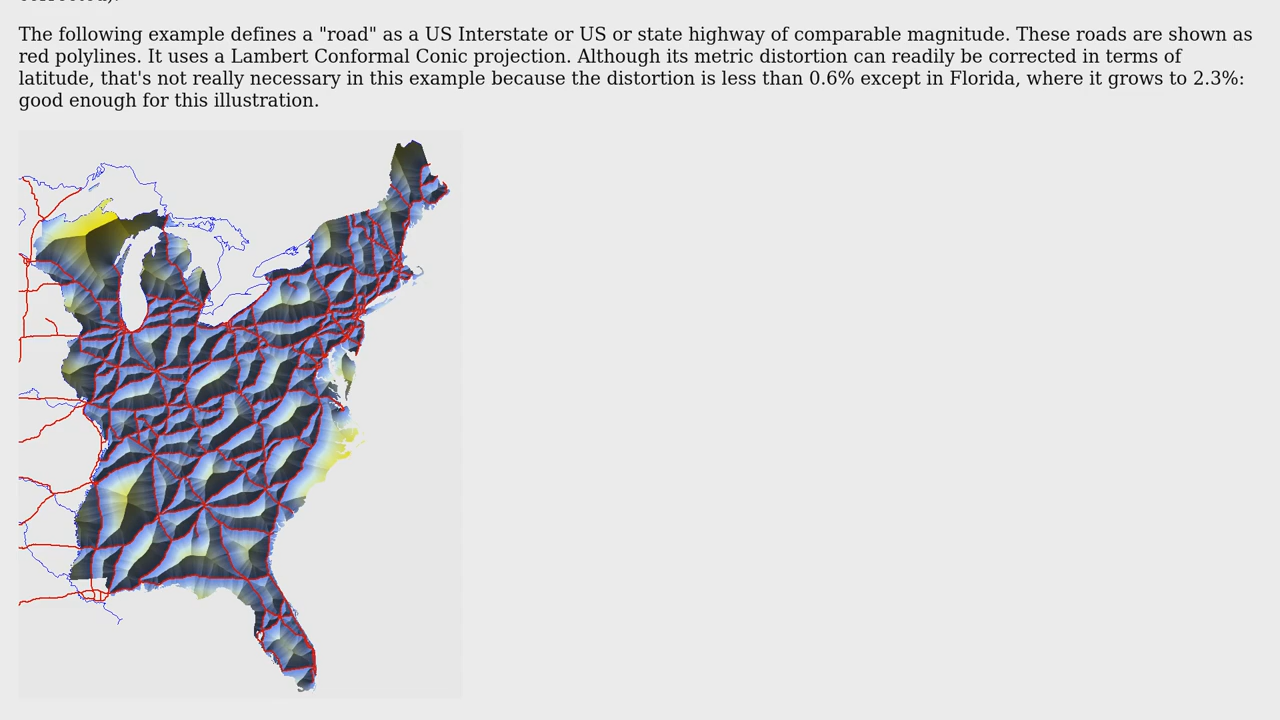 The following example defines a "road" as a US Interstate or US or state highway of comparable magnitude. These roads are shown as
red polylines. It uses a Lambert Conformal Conic projection. Although its metric distortion can readily be corrected in terms of
latitude, that's not really necessary in this example because the distortion is less than 0.6% except in Florida, where it grows to 2.3%:
good enough for this illustration.